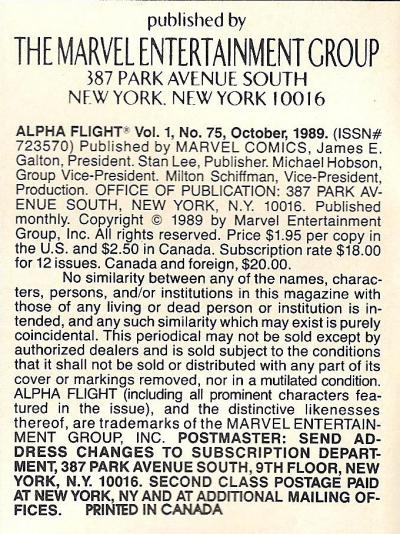 published by
THE MARVEL ENTERTAINMENT GROUP
387 PARK AVENUE SOUTH
NEW YORK, NEW YORK 10016
ALPHA FLIGHT® Vol. 1, No. 75, October, 1989. (ISSN#
723570) Published by MARVEL COMICS, James E.
Galton, President. Stan Lee, Publisher. Michael Hobson,
Group Vice-President. Milton Schiffman, Vice-President,
Production. OFFICE OF PUBLICATION: 387 PARK AV-
ENUE SOUTH, NEW YORK, N.Y. 10016. Published
monthly. Copyright © 1989 by Marvel Entertainment
Group, Inc. All rights reserved. Price $1.95 per copy in
the U.S. and $2.50 in Canada. Subscription rate $18.00
for 12 issues. Canada and foreign, $20.00.
No similarity between any of the names, charac-
ters, persons, and/or institutions in this magazine with
those of any living or dead person or institution is in-
tended, and any such similarity which may exist is purely
coincidental. This periodical may not be sold except by
authorized dealers and is sold subject to the conditions
that it shall not be sold or distributed with any part of its
cover or markings removed, nor in a mutilated condition.
ALPHA FLIGHT (including all prominent characters fea-
tured in the issue), and the distinctive likenesses
thereof, are trademarks of the MARVEL ENTERTAIN-
MENT GROUP, INC. POSTMASTER: SEND AD-
DRESS CHANGES TO SUBSCRIPTION DEPART-
MENT, 387 PARK AVENUE SOUTH, 9TH FLOOR, NEW
YORK, N.Y. 10016. SECOND CLASS POSTAGE PAID
AT NEW YORK, NY AND AT ADDITIONAL MAILING OF-
FICES. PRINTED IN CANADA